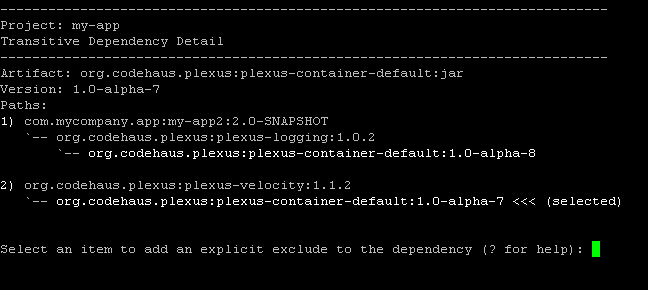 --------------------------------------------------------------------------------
Project: my-app
Transitive Dependency Detail
--------------------------------------------------------------------------------
Artifact: org.codehaus.plexus:plexus-container-default:jar
Version: 1.0-alpha-7
Paths:
1) com.mycompany.app:my-app2:2.0-SNAPSHOT
   `-- org.codehaus.plexus:plexus-logging:1.0.2
       `-- org.codehaus.plexus:plexus-container-default:1.0-alpha-8
2) org.codehaus.plexus:plexus-velocity:1.1.2
   `-- org.codehaus.plexus:plexus-container-default:1.0-alpha-7 <<< (selected)
Select an item to add an explicit exclude to the dependency (? for help):